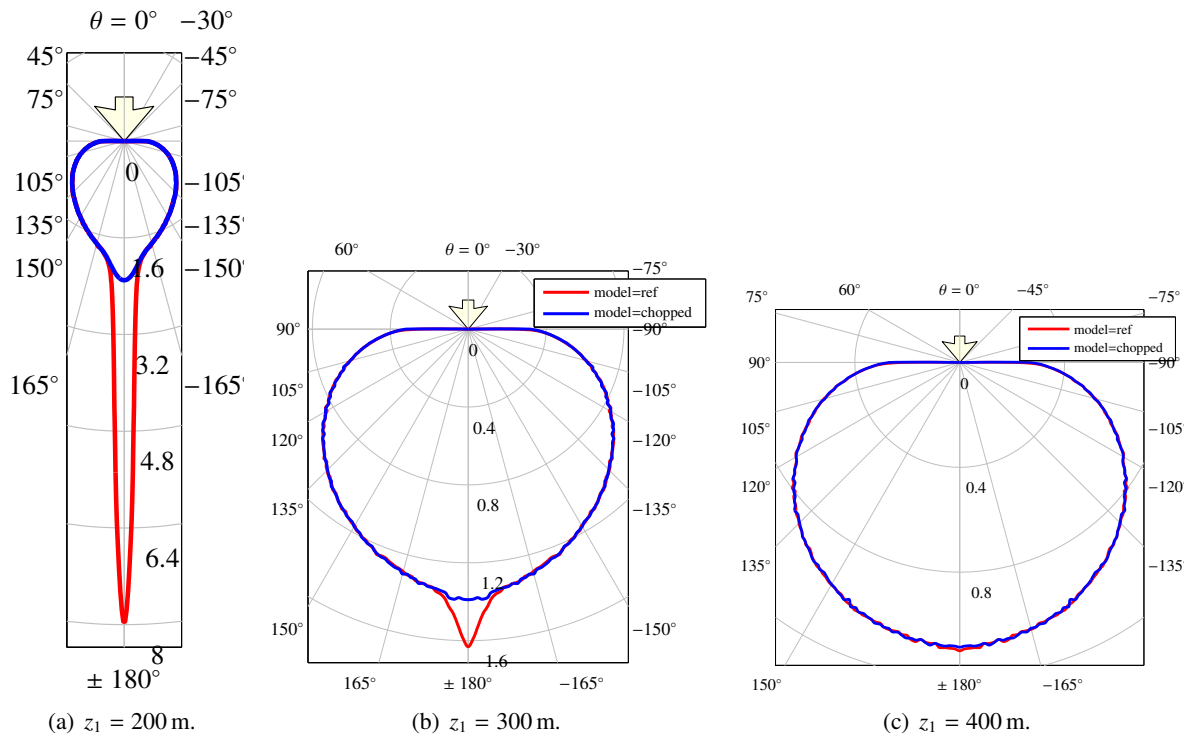 θ = 0° −30°
45° −45°
75° −75°
0
105° −105°
135° −135°
150° 1.6 −150°
3.2
165° −165°
4.8
6.4
8
± 180°
(a) z1 = 200 m.
60° θ = 0° −30°
−75°
model=ref
model=chopped
90° −90°
0
105° −105°
0.4
120° −120°
0.8
135° −135°
1.2
150° −150°
1.6
165° ± 180° −165°
(b) z1 = 300 m.
75° 60° θ = 0° −45° −75°
model=ref
model=chopped
90° −90°
0
105° −105°
0.4
120° −120°
135° −135°
0.8
150° ± 180° −165°
(c) z1 = 400 m.